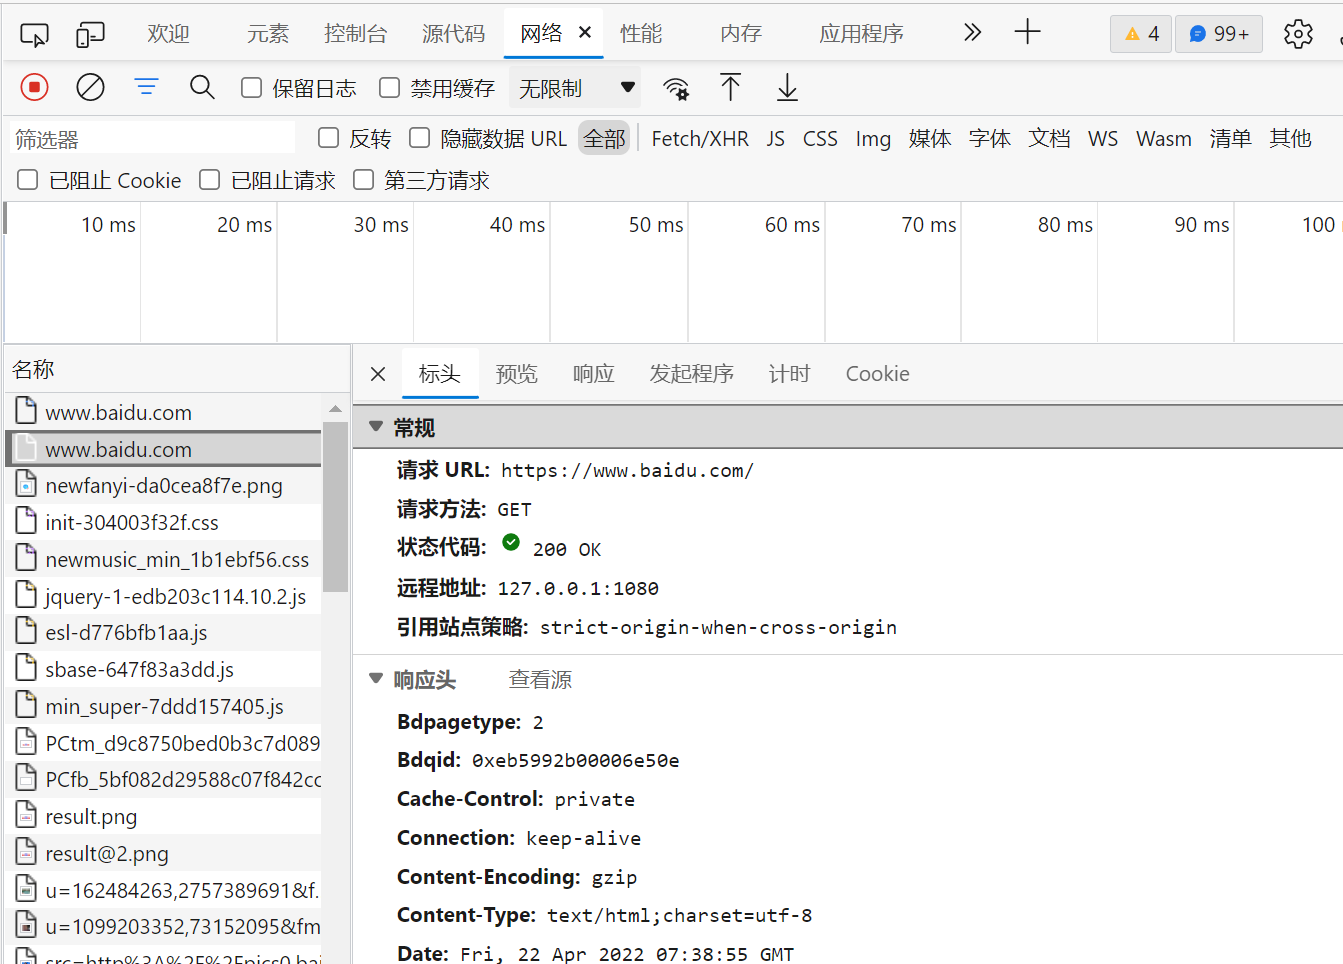 欢迎 元素 控制台 源代码 网络 性能 内存 应用程序 4 99+
保留日志 禁用缓存 无限制
筛选器 反转 隐藏数据 URL 全部 Fetch/XHR JS CSS Img 媒体 字体 文档 WS Wasm 清单 其他
已阻止 Cookie 已阻止请求 第三方请求
10 ms 20 ms 30 ms 40 ms 50 ms 60 ms 70 ms 80 ms 90 ms 100
名称
www.baidu.com
www.baidu.com
newfanyi-da0cea8f7e.png
init-304003f32f.css
newmusic_min_1b1ebf56.css
jquery-1-edb203c114.10.2.js
esl-d776bfb1aa.js
sbase-647f83a3dd.js
min_super-7ddd157405.js
PCtm_d9c8750bed0b3c7d089
PCfb_5bf082d29588c07f842cc
result.png
result@2.png
u=162484263,2757389691&f.
u=1099203352,73152095&fm
src=http%3A%2F%2Fpics0.bai
标头 预览 响应 发起程序 计时 Cookie
常规
请求 URL: https://www.baidu.com/
请求方法: GET
状态代码: 200 OK
远程地址: 127.0.0.1:1080
引用站点策略: strict-origin-when-cross-origin
响应头 查看源
Bdpagetype: 2
Bdqid: 0xeb5992b00006e50e
Cache-Control: private
Connection: keep-alive
Content-Encoding: gzip
Content-Type: text/html;charset=utf-8
Date: Fri, 22 Apr 2022 07:38:55 GMT